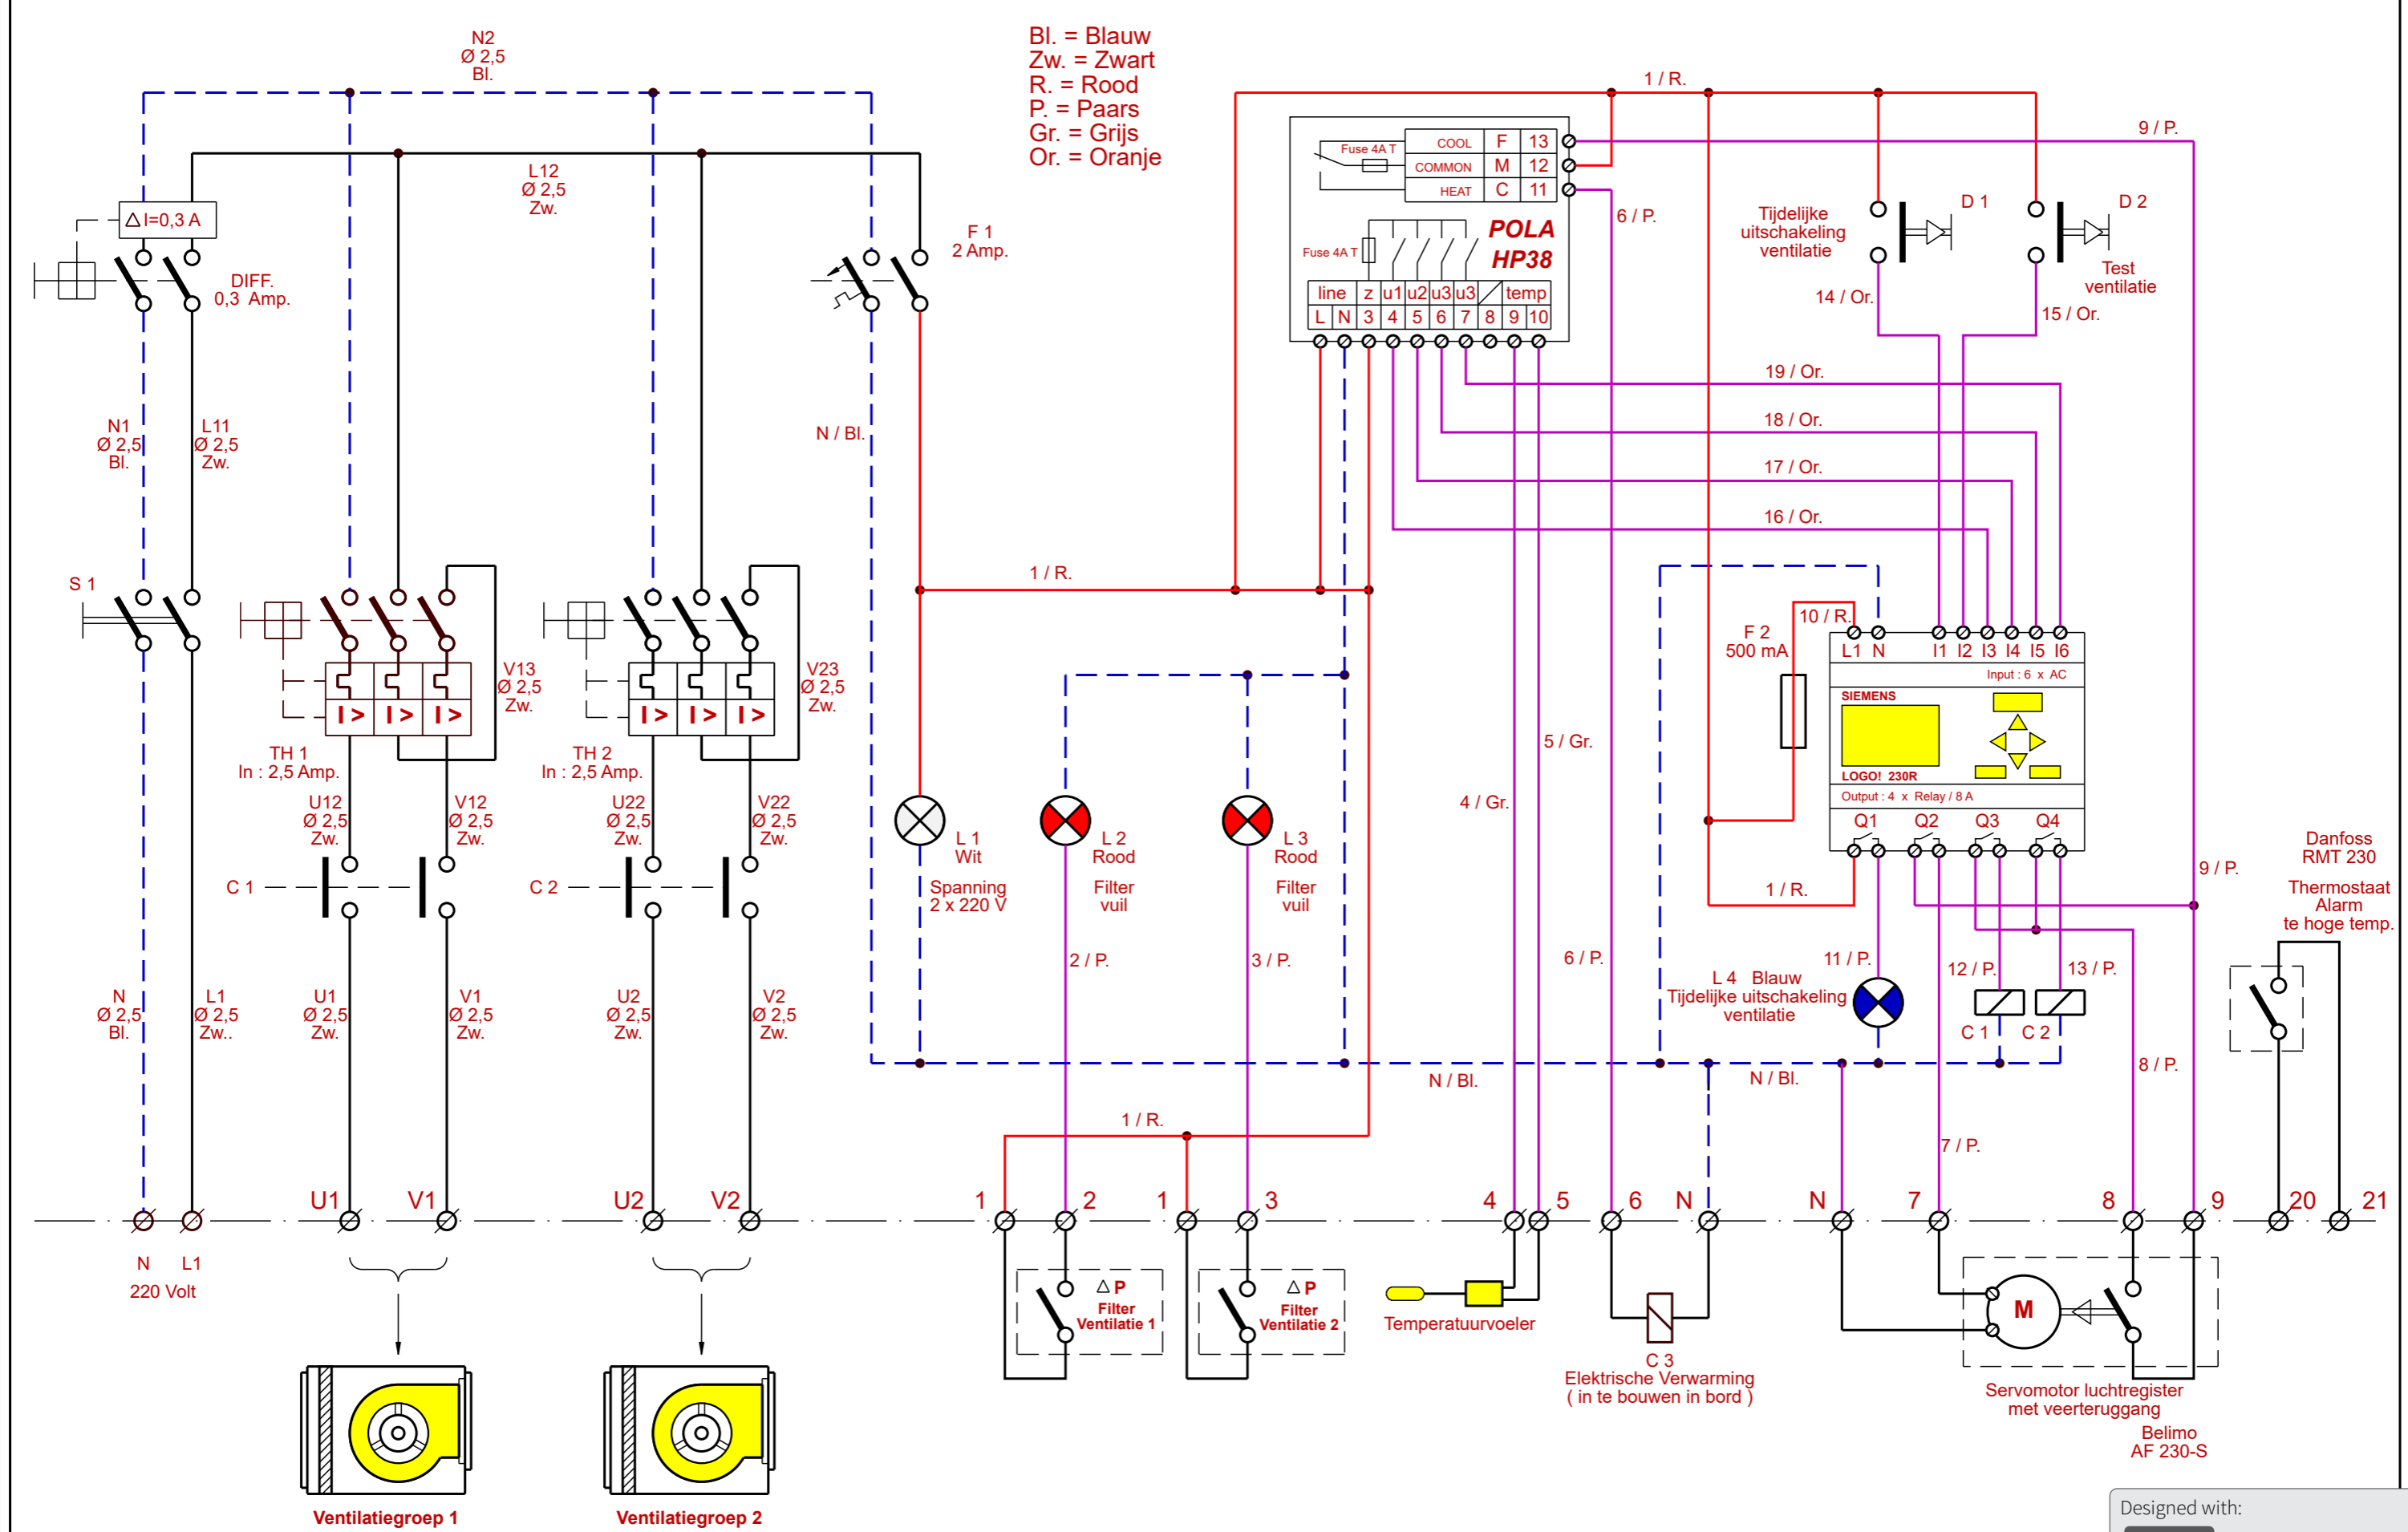 N2
Ø 2,5
Bl.
Bl. = Blauw
Zw. = Zwart
R. = Rood
P. = Paars
Gr. = Grijs
Or. = Oranje
1 / R.
L12
Ø 2,5
Zw.
△ I=0,3 A
DIFF.
0,3 Amp.
F 1
2 Amp.
Fuse 4A T
COOL F 13
COMMON M 12
HEAT C 11
POLA
HP38
Fuse 4A T
line z u1 u2 u3 u3 temp
L N 3 4 5 6 7 8 9 10
9 / P.
6 / P.
Tijdelijke
uitschakeling
ventilatie
D 1
D 2
Test
ventilatie
14 / Or.
15 / Or.
19 / Or.
18 / Or.
17 / Or.
16 / Or.
N1
Ø 2,5
Bl.
L11
Ø 2,5
Zw.
N / Bl.
S 1
1 / R.
V13
Ø 2,5
Zw.
V23
Ø 2,5
Zw.
I > I > I >
I > I > I >
TH 1
In : 2,5 Amp.
TH 2
In : 2,5 Amp.
U12
Ø 2,5
Zw.
V12
Ø 2,5
Zw.
U22
Ø 2,5
Zw.
V22
Ø 2,5
Zw.
C 1
C 2
L 1
Wit
Spanning
2 x 220 V
L 2
Rood
Filter
vuil
L 3
Rood
Filter
vuil
4 / Gr.
5 / Gr.
10 / R.
F 2
500 mA
L1 N I1 I2 I3 I4 I5 I6
Input : 6 x AC
SIEMENS
LOGO! 230R
Output : 4 x Relay / 8 A
Q1 Q2 Q3 Q4
1 / R.
9 / P.
Danfoss
RMT 230
Thermostaat
Alarm
te hoge temp.
N
Ø 2,5
Bl.
L1
Ø 2,5
Zw..
U1
Ø 2,5
Zw.
V1
Ø 2,5
Zw.
U2
Ø 2,5
Zw.
V2
Ø 2,5
Zw.
2 / P.
3 / P.
6 / P.
11 / P.
12 / P.
13 / P.
L 4 Blauw
Tijdelijke uitschakeling
ventilatie
C 1
C 2
N / Bl.
N / Bl.
8 / P.
1 / R.
7 / P.
U1 V1 U2 V2 1 2 1 3 4 5 6 N N 7 8 9 20 21
N L1
220 Volt
△ P
Filter
Ventilatie 1
△ P
Filter
Ventilatie 2
Temperatuurvoeler
C 3
Elektrische Verwarming
( in te bouwen in bord )
M
Servomotor luchtregister
met veerteruggang
Belimo
AF 230-S
Ventilatiegroep 1
Ventilatiegroep 2
Designed with: